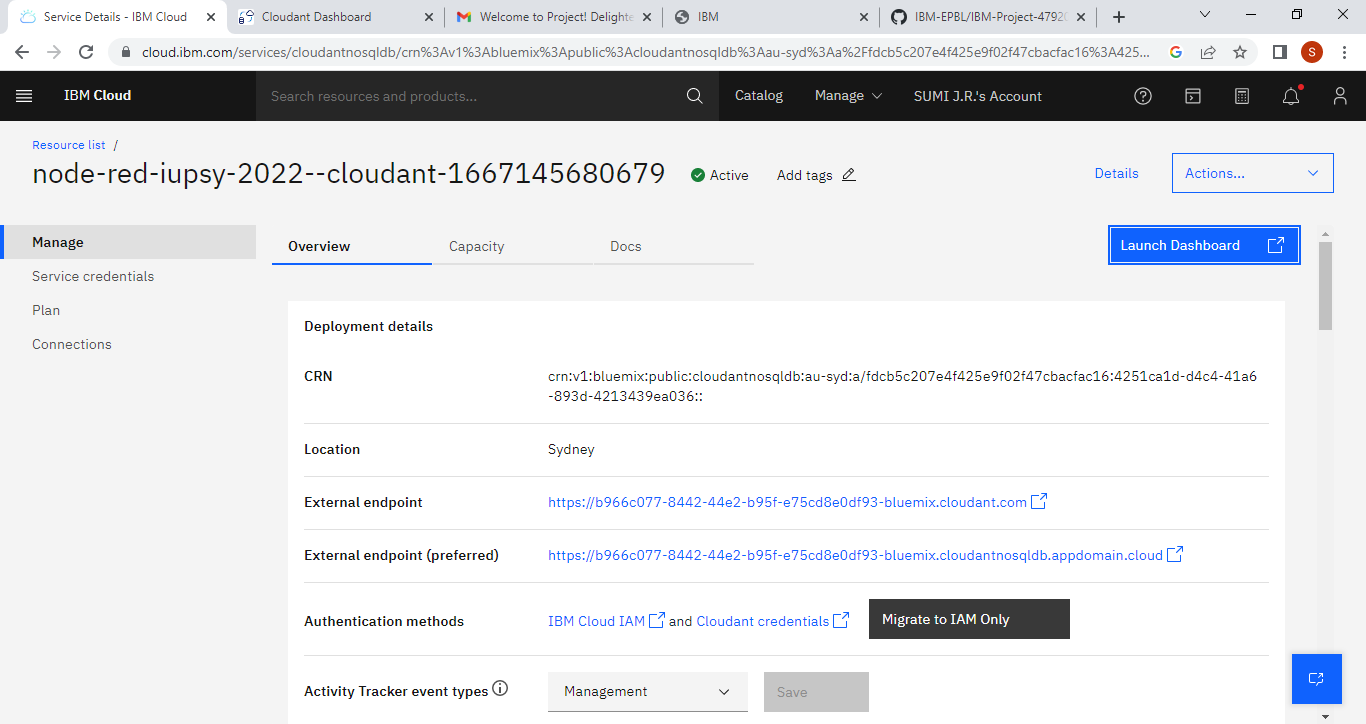 Service Details - IBM Cloud
Cloudant Dashboard
Welcome to Project! Delighte
IBM
IBM-EPBL/IBM-Project-4792
cloud.ibm.com/services/cloudantnosqldb/crn%3Av1%3Abluemix%3Apublic%3Acloudantnosqldb%3Aau-syd%3Aa%2Ffdcb5c207e4f425e9f02f47cbacfac16%3A425...
S
IBM Cloud
Search resources and products...
Catalog
Manage
SUMI J.R.'s Account
Resource list /
node-red-iupsy-2022--cloudant-1667145680679
Active
Add tags
Details
Actions...
Manage
Service credentials
Plan
Connections
Overview
Capacity
Docs
Launch Dashboard
Deployment details
CRN
crn:v1:bluemix:public:cloudantnosqldb:au-syd:a/fdcb5c207e4f425e9f02f47cbacfac16:4251ca1d-d4c4-41a6
-893d-4213439ea036::
Location
Sydney
External endpoint
https://b966c077-8442-44e2-b95f-e75cd8e0df93-bluemix.cloudant.com
External endpoint (preferred)
https://b966c077-8442-44e2-b95f-e75cd8e0df93-bluemix.cloudantnosqldb.appdomain.cloud
Authentication methods
IBM Cloud IAM and Cloudant credentials
Migrate to IAM Only
Activity Tracker event types
Management
Save